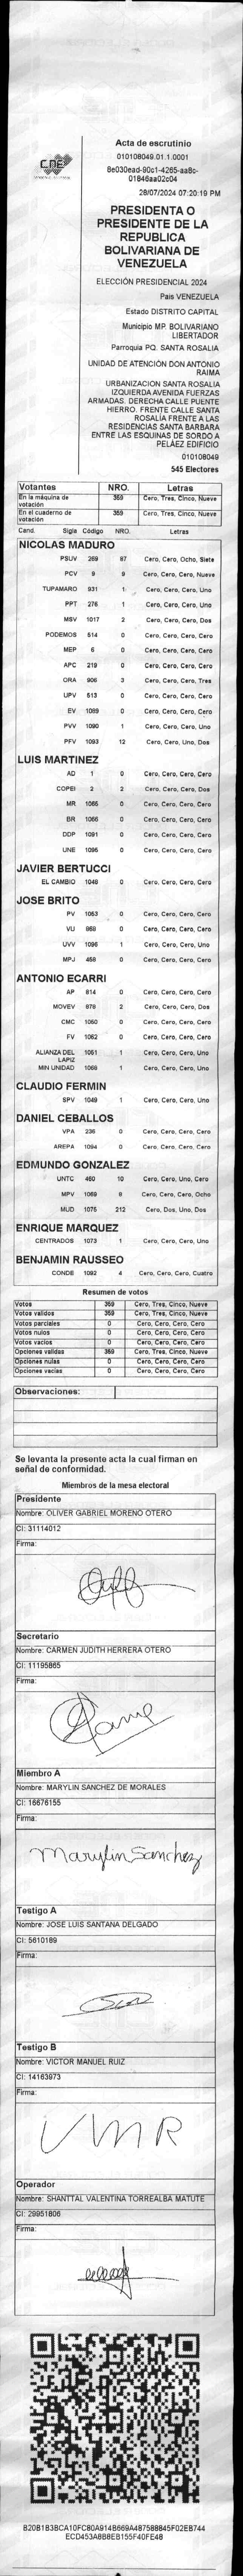 CNE
Acta de escrutinio
010108049.01.1.0001
8e030ead-90c1-4265-aa8c-
01846aa02c04
28/07/2024 07:20:19 PM
PRESIDENTA O
PRESIDENTE DE LA
REPUBLICA
BOLIVARIANA DE
VENEZUELA
ELECCIÓN PRESIDENCIAL 2024
País VENEZUELA
Estado DISTRITO CAPITAL
Municipio MP. BOLIVARIANO
LIBERTADOR
Parroquia PQ. SANTA ROSALIA
UNIDAD DE ATENCIÓN DON ANTONIO
RAIMA
URBANIZACION SANTA ROSALIA
IZQUIERDA AVENIDA FUERZAS
ARMADAS. DERECHA CALLE PUENTE
HIERRO. FRENTE CALLE SANTA
ROSALÍA FRENTE A LAS
RESIDENCIAS SANTA BARBARA
ENTRE LAS ESQUINAS DE SORDO A
PELÁEZ EDIFICIO
010108049
545 Electores
Votantes NRO. Letras
En la máquina de
votación 359 Cero, Tres, Cinco, Nueve
En el cuaderno de
votación 359 Cero, Tres, Cinco, Nueve
Cand. Sigla Código NRO. Letras
NICOLAS MADURO
PSUV 269 87 Cero, Cero, Ocho, Siete
PCV 9 9 Cero, Cero, Cero, Nueve
TUPAMARO 931 1 Cero, Cero, Cero, Uno
PPT 276 1 Cero, Cero, Cero, Uno
MSV 1017 2 Cero, Cero, Cero, Dos
PODEMOS 514 0 Cero, Cero, Cero, Cero
MEP 6 0 Cero, Cero, Cero, Cero
APC 219 0 Cero, Cero, Cero, Cero
ORA 906 3 Cero, Cero, Cero, Tres
UPV 513 0 Cero, Cero, Cero, Cero
EV 1089 0 Cero, Cero, Cero, Cero
PVV 1090 1 Cero, Cero, Cero, Uno
PFV 1093 12 Cero, Cero, Uno, Dos
LUIS MARTINEZ
AD 1 0 Cero, Cero, Cero, Cero
COPEI 2 2 Cero, Cero, Cero, Dos
MR 1065 0 Cero, Cero, Cero, Cero
BR 1066 0 Cero, Cero, Cero, Cero
DDP 1091 0 Cero, Cero, Cero, Cero
UNE 1095 0 Cero, Cero, Cero, Cero
JAVIER BERTUCCI
EL CAMBIO 1048 0 Cero, Cero, Cero, Cero
JOSE BRITO
PV 1053 0 Cero, Cero, Cero, Cero
VU 968 0 Cero, Cero, Cero, Cero
UVV 1096 1 Cero, Cero, Cero, Uno
MPJ 458 0 Cero, Cero, Cero, Cero
ANTONIO ECARRI
AP 814 0 Cero, Cero, Cero, Cero
MOVEV 878 2 Cero, Cero, Cero, Dos
CMC 1050 0 Cero, Cero, Cero, Cero
FV 1052 0 Cero, Cero, Cero, Cero
ALIANZA DEL
LAPIZ 1051 1 Cero, Cero, Cero, Uno
MIN UNIDAD 1068 1 Cero, Cero, Cero, Uno
CLAUDIO FERMIN
SPV 1049 1 Cero, Cero, Cero, Uno
DANIEL CEBALLOS
VPA 236 0 Cero, Cero, Cero, Cero
AREPA 1094 0 Cero, Cero, Cero, Cero
EDMUNDO GONZALEZ
UNTC 460 10 Cero, Cero, Uno, Cero
MPV 1069 8 Cero, Cero, Cero, Ocho
MUD 1075 212 Cero, Dos, Uno, Dos
ENRIQUE MARQUEZ
CENTRADOS 1073 1 Cero, Cero, Cero, Uno
BENJAMIN RAUSSEO
CONDE 1092 4 Cero, Cero, Cero, Cuatro
Resumen de votos
Votos 359 Cero, Tres, Cinco, Nueve
Votos validos 359 Cero, Tres, Cinco, Nueve
Votos parciales 0 Cero, Cero, Cero, Cero
Votos nulos 0 Cero, Cero, Cero, Cero
Votos vacios 0 Cero, Cero, Cero, Cero
Opciones validas 359 Cero, Tres, Cinco, Nueve
Opciones nulas 0 Cero, Cero, Cero, Cero
Opciones vacias 0 Cero, Cero, Cero, Cero
Observaciones:
Se levanta la presente acta la cual firman en
señal de conformidad.
Miembros de la mesa electoral
Presidente
Nombre: OLIVER GABRIEL MORENO OTERO
CI: 31114012
Firma:
Secretario
Nombre: CARMEN JUDITH HERRERA OTERO
CI: 11195865
Firma:
Miembro A
Nombre: MARYLIN SANCHEZ DE MORALES
CI: 16676155
Firma:
Marylin Sanchez
Testigo A
Nombre: JOSE LUIS SANTANA DELGADO
CI: 5610189
Firma:
Testigo B
Nombre: VICTOR MANUEL RUIZ
CI: 14163973
Firma:
VMR
Operador
Nombre: SHANTTAL VALENTINA TORREALBA MATUTE
CI: 29951806
Firma:
B20B1B3BCA10FC80A914B669A487588845F02EB744
ECD453A8B8EB155F40FE48